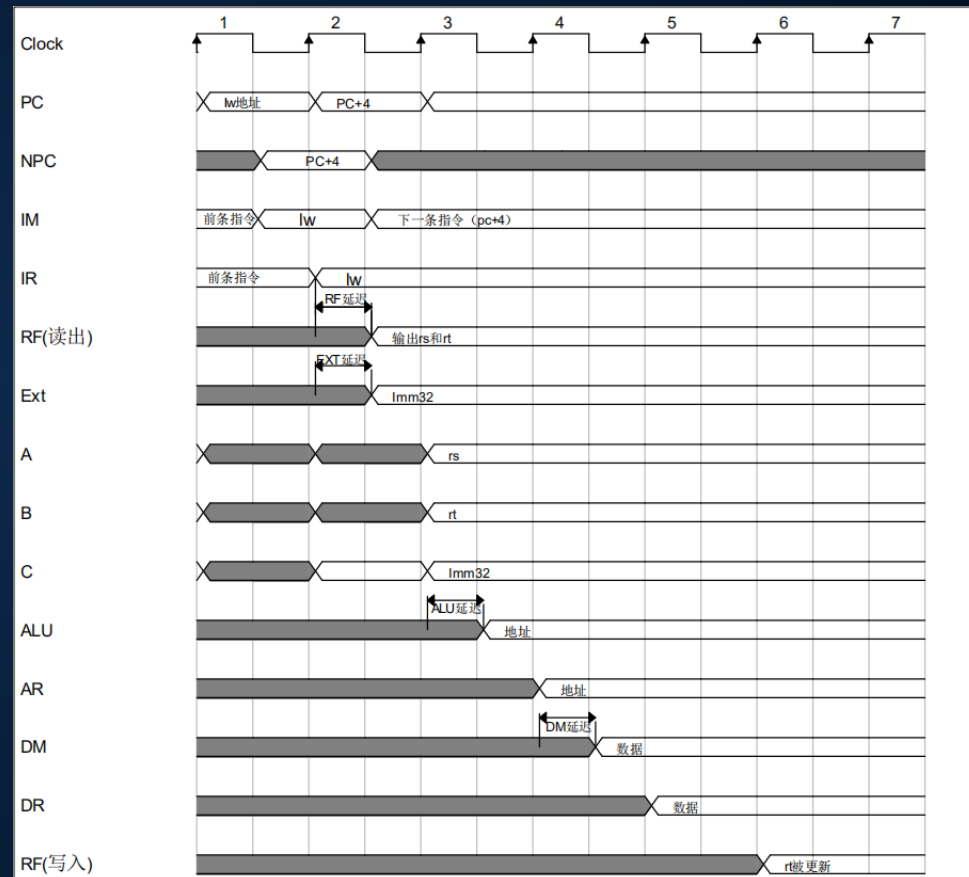 1 2 3 4 5 6 7
Clock
PC lw地址 PC+4
NPC PC+4
IM 前条指令 lw 下一条指令（pc+4）
IR 前条指令 lw
RF延迟
RF(读出) 输出rs和rt
EXT延迟
Ext Imm32
A rs
B rt
C Imm32
ALU延迟
ALU 地址
AR 地址
DM延迟
DM 数据
DR 数据
RF(写入) rt被更新